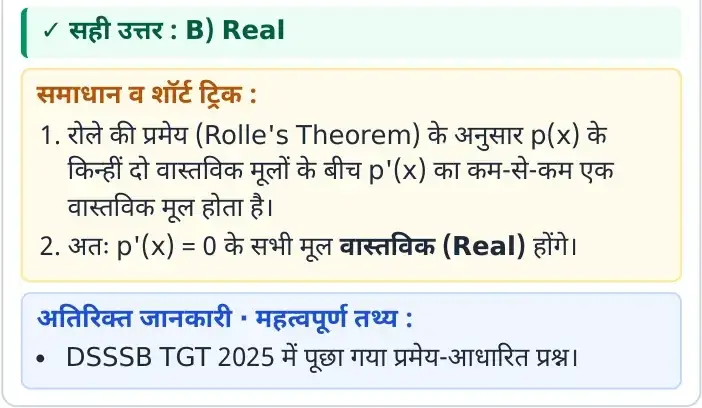 ✓ सही उत्तर : B) Real
समाधान व शॉर्ट ट्रिक :
1. रोले की प्रमेय (Rolle's Theorem) के अनुसार p(x) के
किन्हीं दो वास्तविक मूलों के बीच p'(x) का कम-से-कम एक
वास्तविक मूल होता है।
2. अतः p'(x) = 0 के सभी मूल वास्तविक (Real) होंगे।
अतिरिक्त जानकारी · महत्वपूर्ण तथ्य :
• DSSSB TGT 2025 में पूछा गया प्रमेय-आधारित प्रश्न।